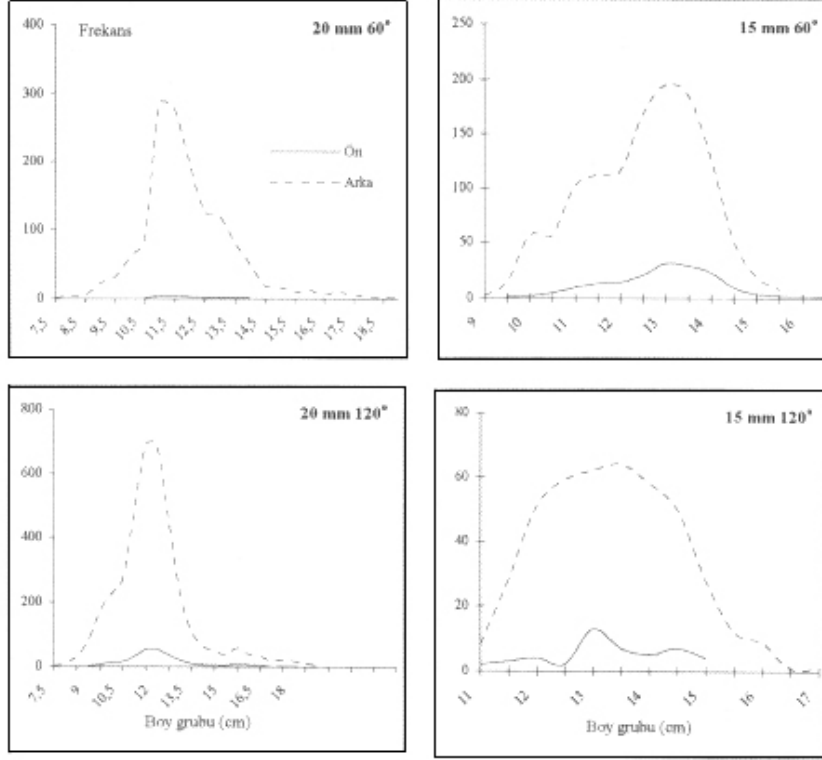 20 mm 60°
Frekans
400
300
200
100
0
Ön
Arka
7,5 8,5 9,5 10,5 11,5 12,5 13,5 14,5 15,5 16,5 17,5 18,5
15 mm 60°
250
200
150
100
50
0
9 10 11 12 13 14 15 16
20 mm 120°
800
600
400
200
0
7,5 9 10,5 12 13,5 15 16,5 18
Boy grubu (cm)
15 mm 120°
80
60
40
20
0
11 12 13 14 15 16 17
Boy grubu (cm)